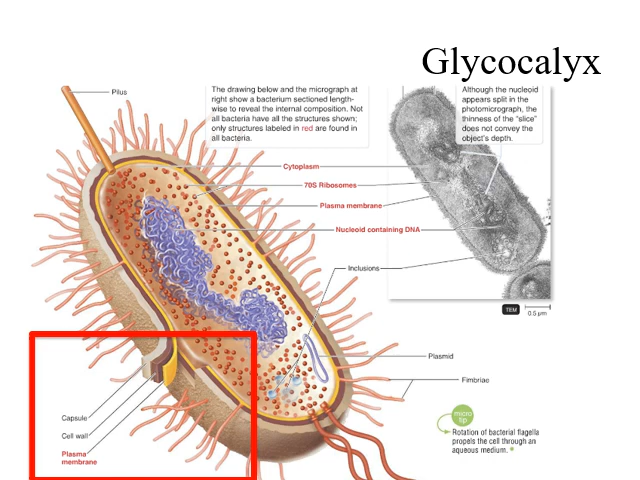 Glycocalyx
Pilus
The drawing below and the micrograph at
right show a bacterium sectioned length-
wise to reveal the internal composition. Not
all bacteria have all the structures shown;
only structures labeled in red are found in
all bacteria.
Although the nucleoid
appears split in the
photomicrograph, the
thinness of the “slice”
does not convey the
object’s depth.
Cytoplasm
70S Ribosomes
Plasma membrane
Nucleoid containing DNA
Inclusions
TEM
0.5 µm
Plasmid
Fimbriae
Capsule
Cell wall
Plasma
membrane
micro
tip
Rotation of bacterial flagella
propels the cell through an
aqueous medium.